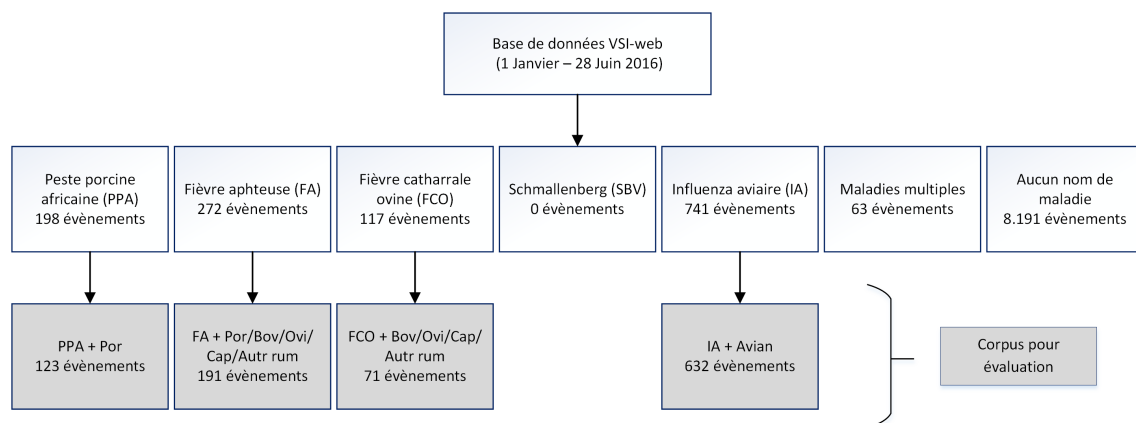 Base de données VSI-web
(1 Janvier – 28 Juin 2016)
Peste porcine
africaine (PPA)
198 évènements
Fièvre aphteuse (FA)
272 évènements
Fièvre catharrale
ovine (FCO)
117 évènements
Schmallenberg (SBV)
0 évènements
Influenza aviaire (IA)
741 évènements
Maladies multiples
63 évènements
Aucun nom de
maladie
8.191 évènements
PPA + Por
123 évènements
FA + Por/Bov/Ovi/
Cap/Autr rum
191 évènements
FCO + Bov/Ovi/Cap/
Autr rum
71 évènements
IA + Avian
632 évènements
Corpus pour
évaluation